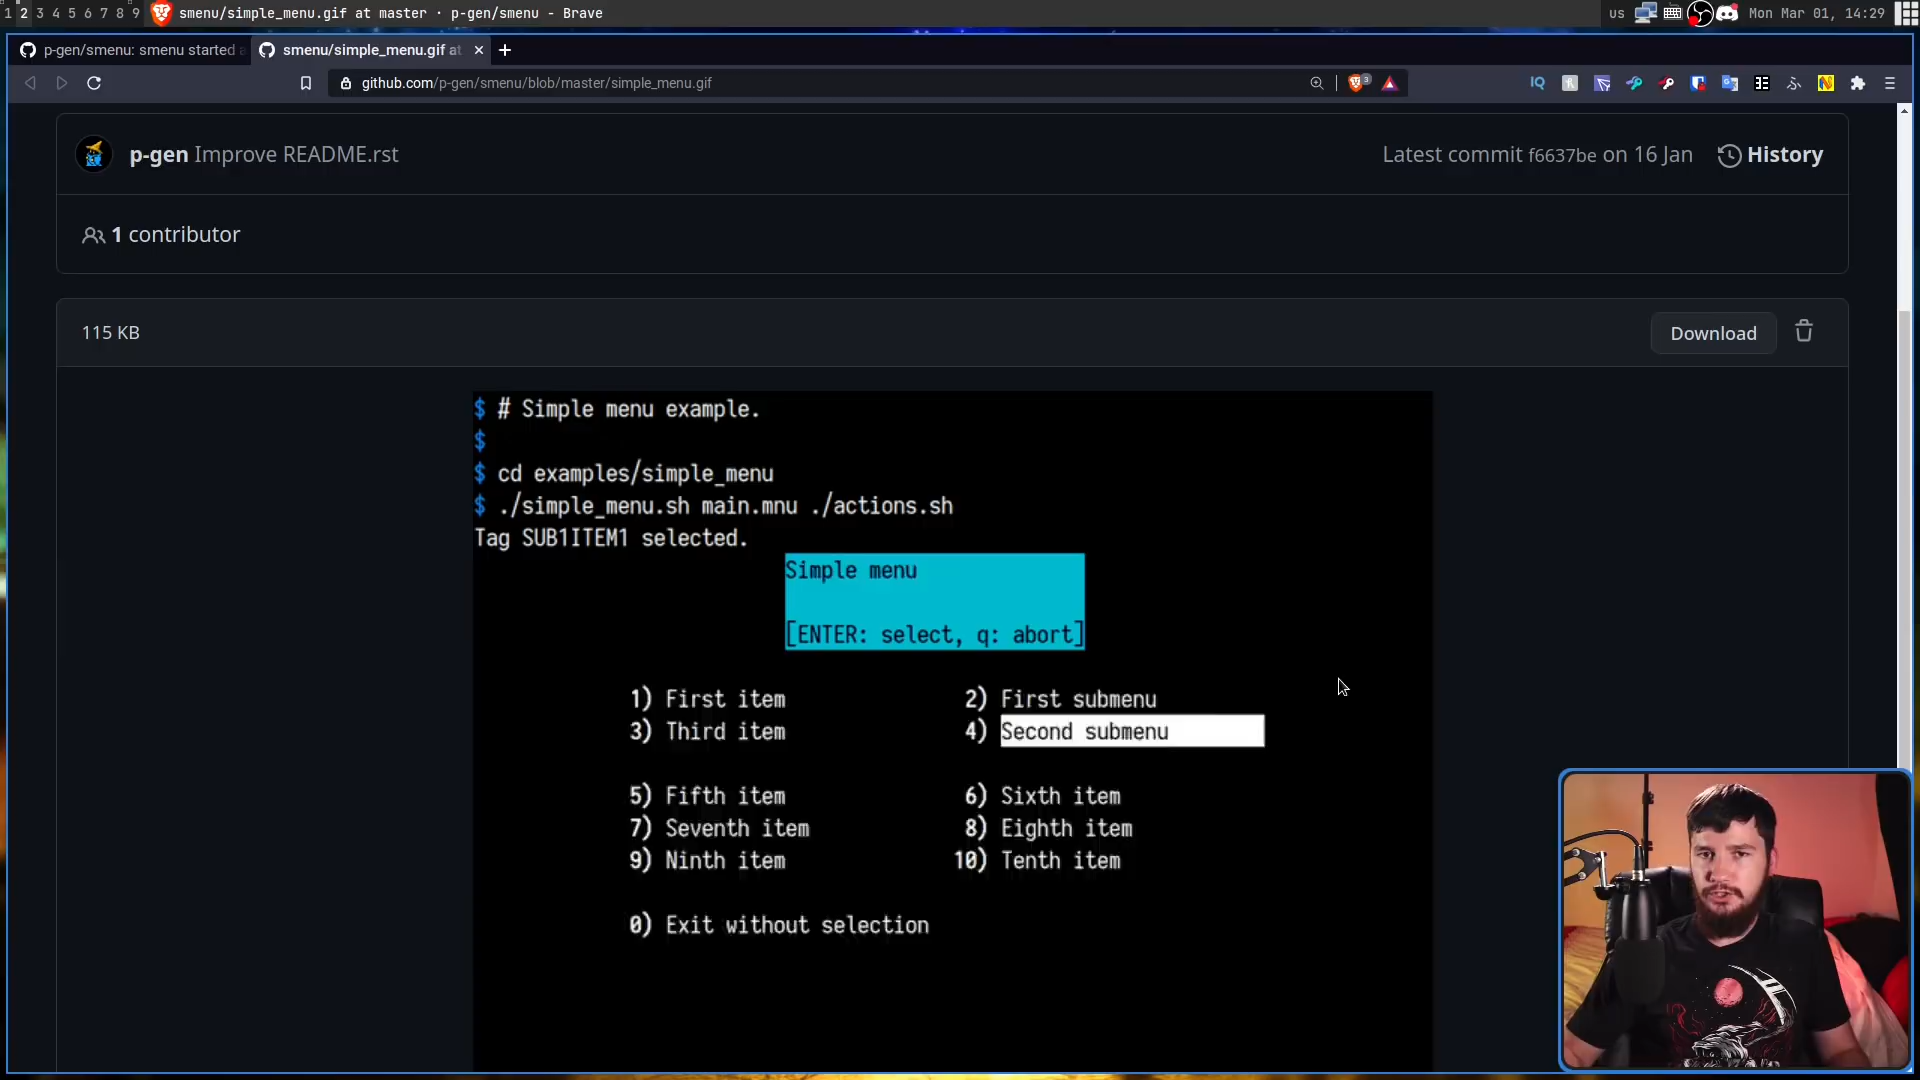 1 2 3 4 5 6 7 8 9 smenu/simple_menu.gif at master · p-gen/smenu - Brave
us Mon Mar 01, 14:29
p-gen/smenu: smenu started a
smenu/simple_menu.gif at
github.com/p-gen/smenu/blob/master/simple_menu.gif
3
IQ
p-gen Improve README.rst
Latest commit f6637be on 16 Jan History
1 contributor
115 KB
Download
$ # Simple menu example.
$
$ cd examples/simple_menu
$ ./simple_menu.sh main.mnu ./actions.sh
Tag SUB1ITEM1 selected.
Simple menu
[ENTER: select, q: abort]
1) First item 2) First submenu
3) Third item 4) Second submenu
5) Fifth item 6) Sixth item
7) Seventh item 8) Eighth item
9) Ninth item 10) Tenth item
0) Exit without selection